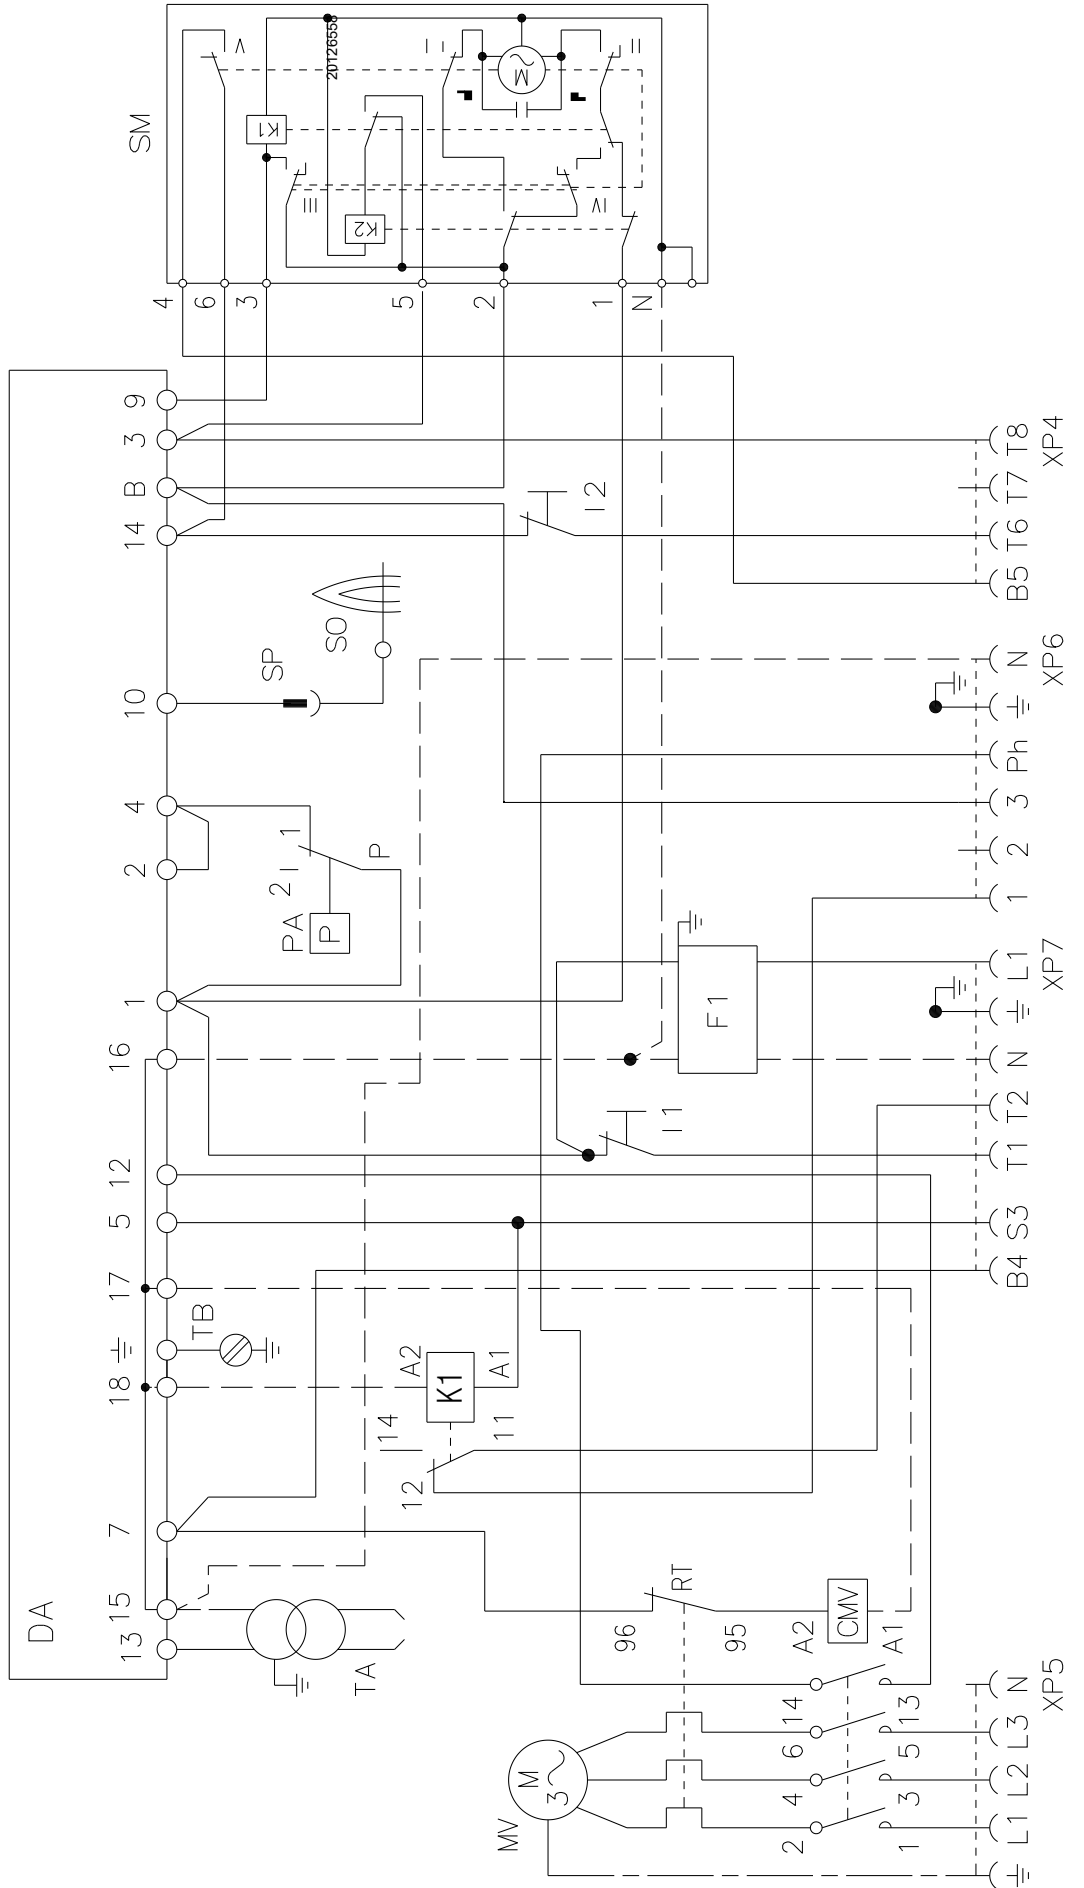 SM
20126558
V
I
M
II
K1
III
K2
IV
4
6
3
5
2
1
N
DA
9
3
B
14
10
4
2
1
16
12
5
17
18
7
15
13
I2
SO
SP
1
2
PA
P
P
F1
I1
TB
A2
K1
A1
14
11
12
TA
RT
96
95
A2
CMV
A1
MV
M
3
14
13
6
5
4
3
2
1
T8
T7
T6
B5
XP4
N
Ph
3
2
1
XP6
L1
N
T2
T1
S3
B4
XP7
N
L3
L2
L1
XP5